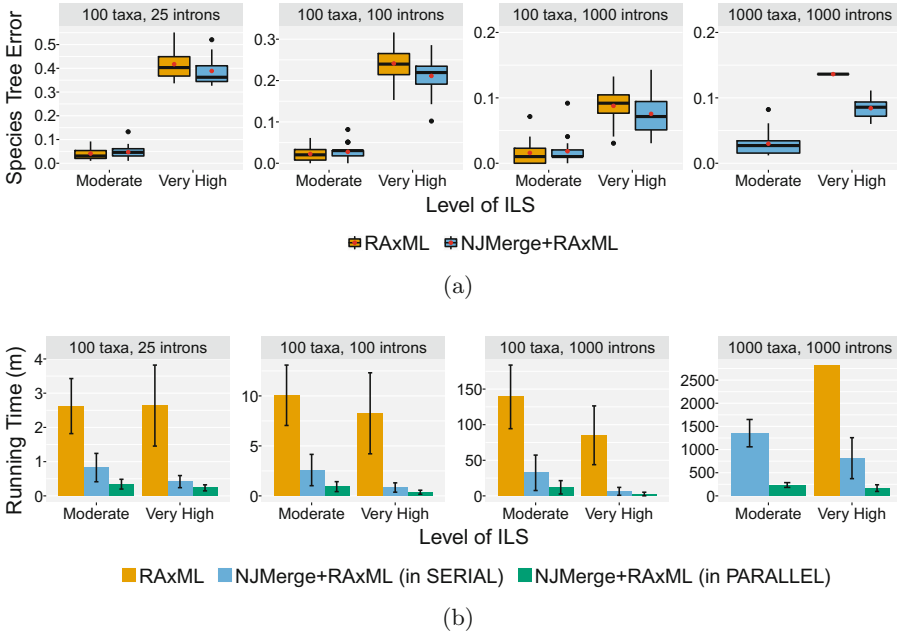 100 taxa, 25 introns 100 taxa, 100 introns 100 taxa, 1000 introns 1000 taxa, 1000 introns
Species Tree Error
0.5
0.4
0.3
0.2
0.1
0.0
0.3
0.2
0.1
0.0
0.2
0.1
0.0
0.2
0.1
0.0
Moderate Very High Moderate Very High Moderate Very High Moderate Very High
Level of ILS
RAxML NJMerge+RAxML
(a)
100 taxa, 25 introns 100 taxa, 100 introns 100 taxa, 1000 introns 1000 taxa, 1000 introns
Running Time (m)
4
3
2
1
0
10
5
0
150
100
50
0
2500
2000
1500
1000
500
0
Moderate Very High Moderate Very High Moderate Very High Moderate Very High
Level of ILS
RAxML NJMerge+RAxML (in SERIAL) NJMerge+RAxML (in PARALLEL)
(b)